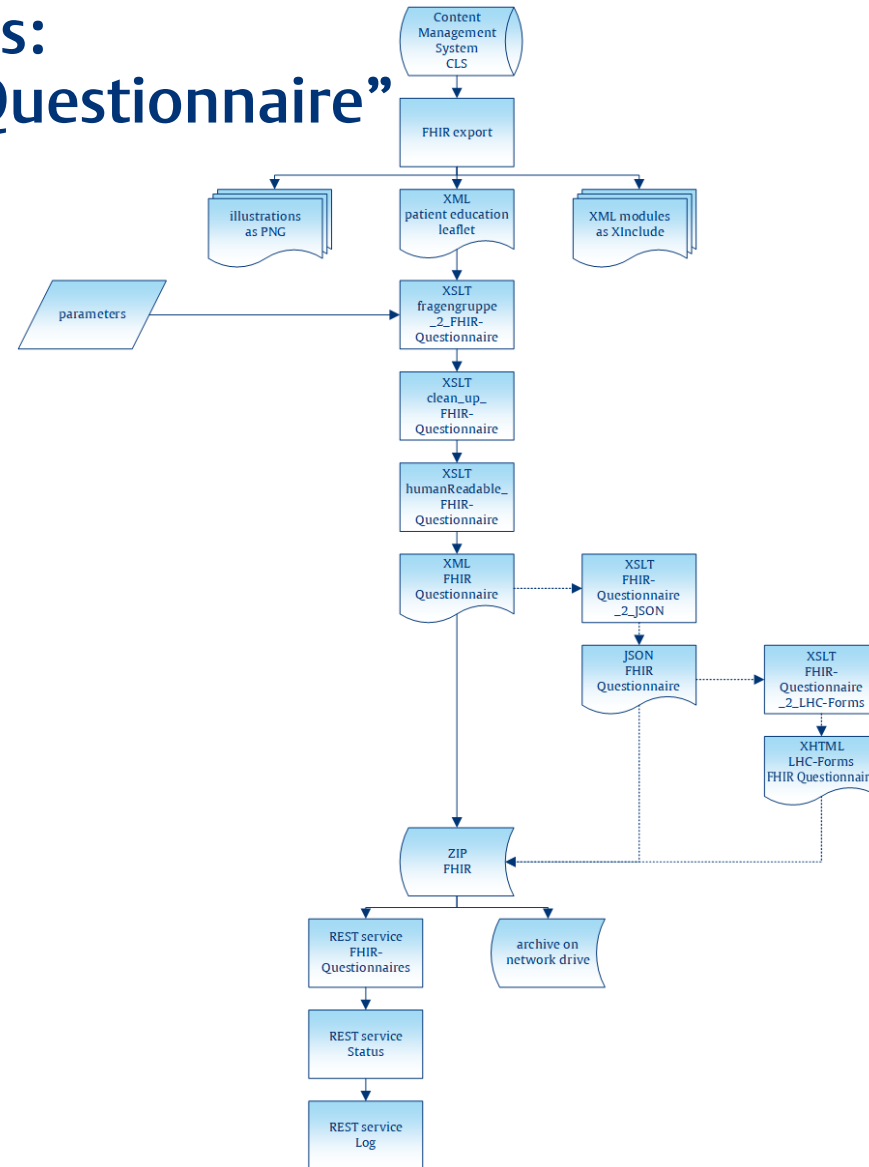 s:
Questionnaire”
Content
Management
System
CLS
FHIR export
illustrations
as PNG
XML
patient education
leaflet
XML modules
as XInclude
parameters
XSLT
fragengruppe
_2_FHIR-
Questionnaire
XSLT
clean_up_
FHIR-
Questionnaire
XSLT
humanReadable_
FHIR-
Questionnaire
XML
FHIR
Questionnaire
XSLT
FHIR-
Questionnaire
_2_JSON
JSON
FHIR
Questionnaire
XSLT
FHIR-
Questionnaire
_2_LHC-Forms
XHTML
LHC-Forms
FHIR Questionnair
ZIP
FHIR
REST service
FHIR-
Questionnaires
archive on
network drive
REST service
Status
REST service
Log